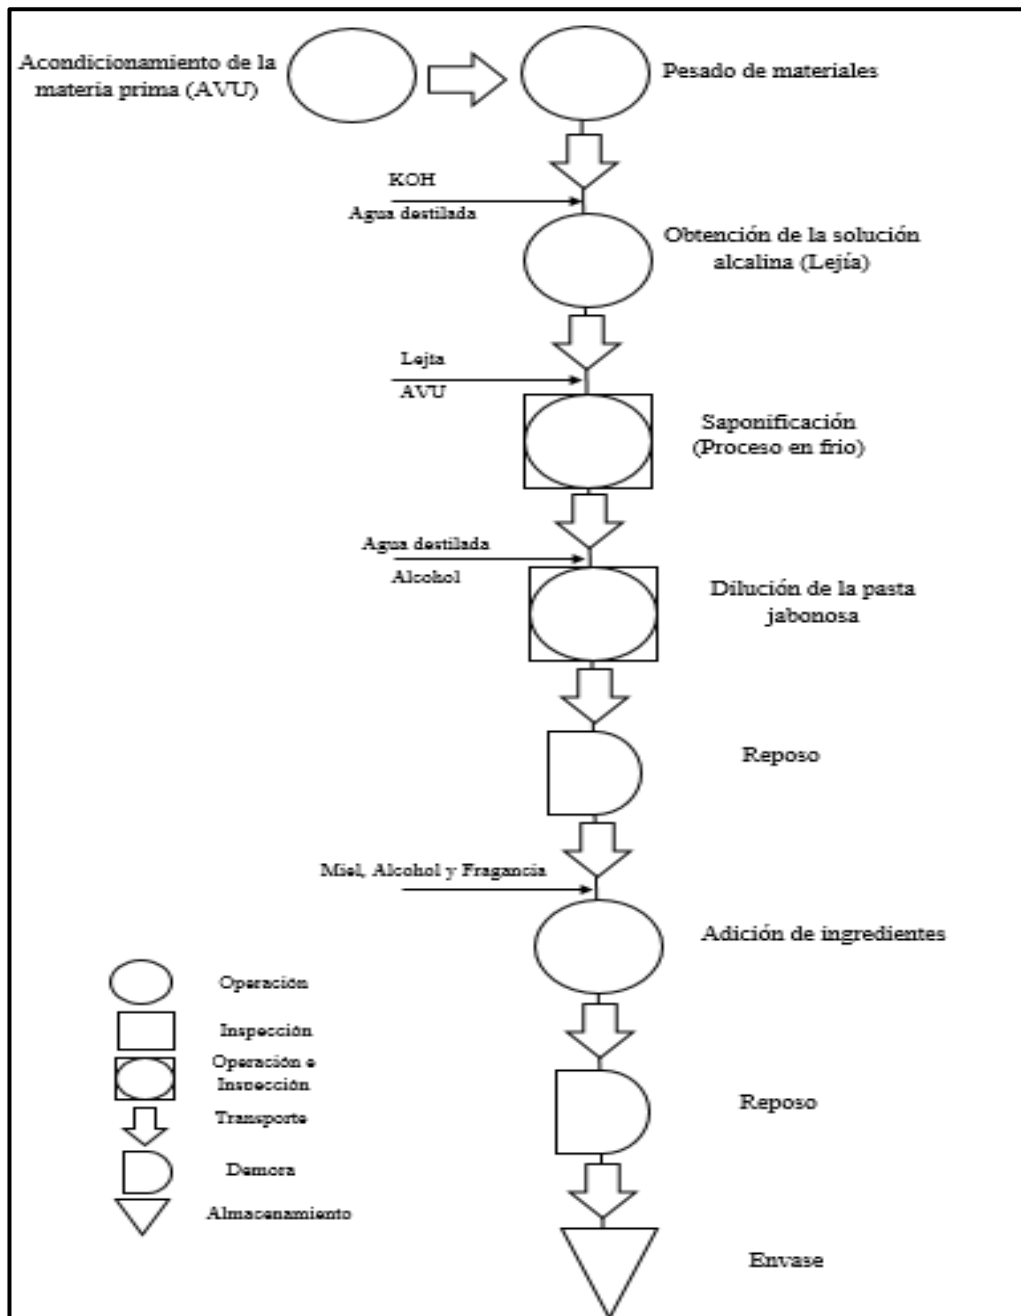 Acondicionamiento de la
materia prima (AVU)
Pesado de materiales
KOH
Agua destilada
Obtención de la solución
alcalina (Lejía)
Lejta
AVU
Saponificación
(Proceso en frio)
Agua destilada
Alcohol
Dilución de la pasta
jabonosa
Reposo
Miel, Alcohol y Fragancia
Adición de ingredientes
Operación
Inspección
Operación e
Inspección
Transporte
Demora
Almacenamiento
Reposo
Envase